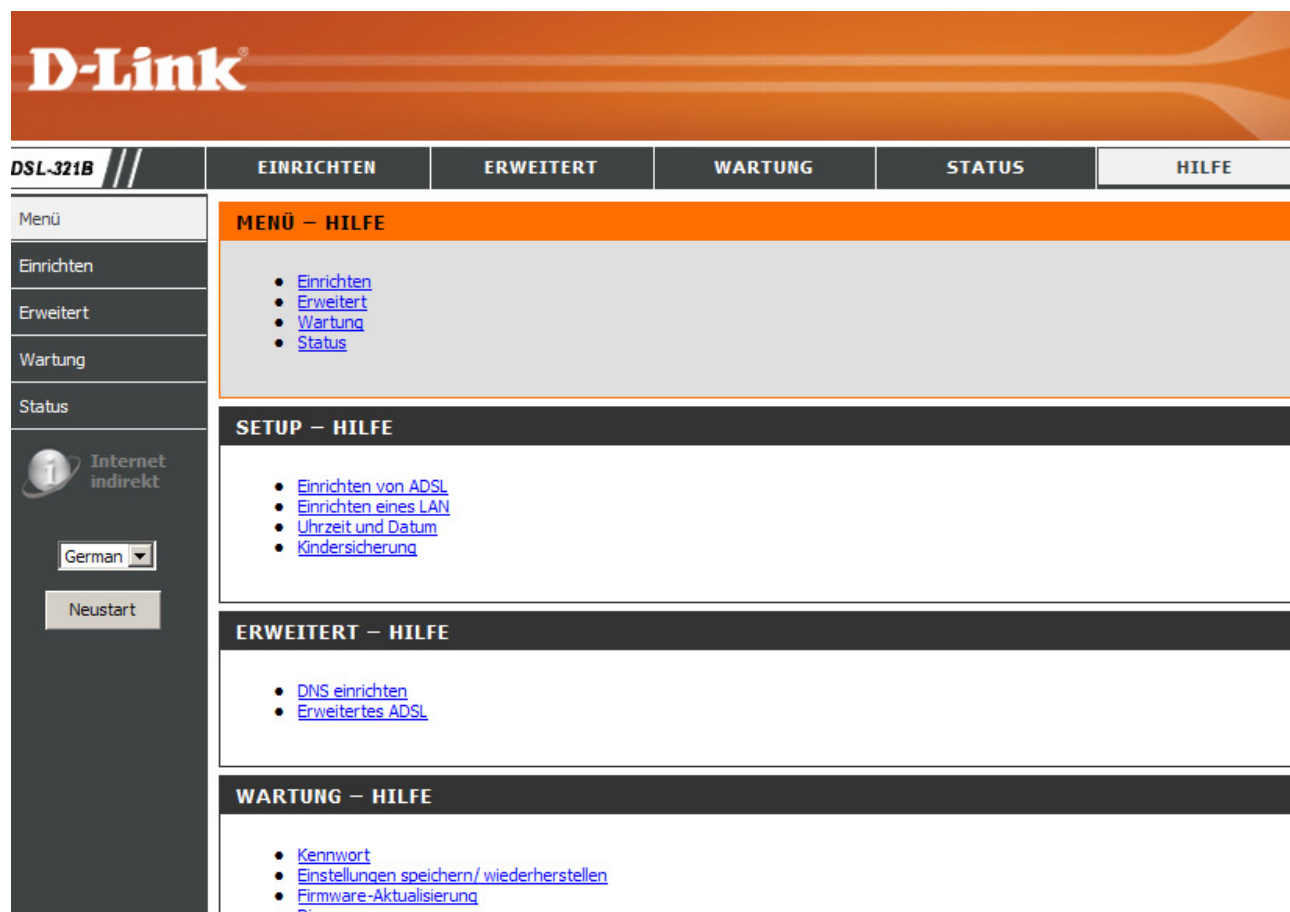 D-Link®
DSL-321B
EINRICHTEN
ERWEITERT
WARTUNG
STATUS
HILFE
Menü
Einrichten
Erweitert
Wartung
Status
Internet
indirekt
German
Neustart
MENÜ – HILFE
Einrichten
Erweitert
Wartung
Status
SETUP – HILFE
Einrichten von ADSL
Einrichten eines LAN
Uhrzeit und Datum
Kindersicherung
ERWEITERT – HILFE
DNS einrichten
Erweitertes ADSL
WARTUNG – HILFE
Kennwort
Einstellungen speichern/ wiederherstellen
Firmware-Aktualisierung